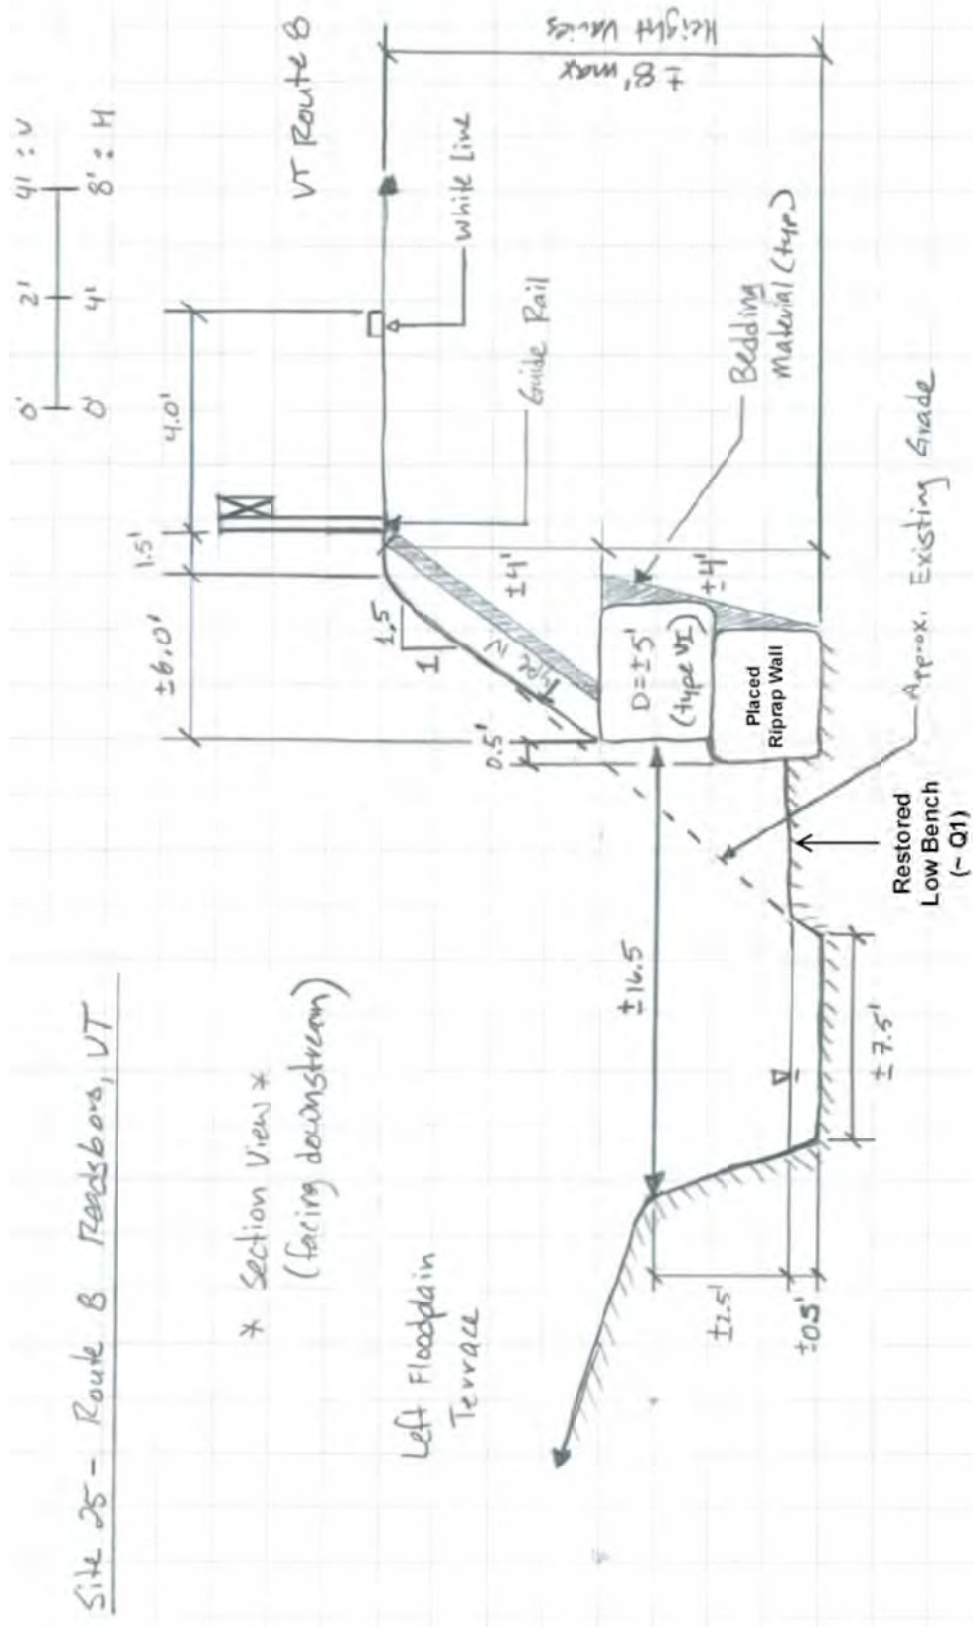 Site 25 - Route 8 Readsboro, VT
* Section View *
(facing downstream)
Left Floodplain
Terrace
0' 2' 4' : V
0' 4' 8' : H
±6.0'
1.5'
4.0'
VT Route 8
White Line
Guide Rail
1.5
1
Type IV
±4'
±8' max
Height Varies
0.5'
D=±5'
(type VI)
±4'
Bedding
Material (typ.)
Placed
Riprap Wall
±16.5
Approx. Existing Grade
Restored
Low Bench
(~ Q1)
±2.5'
±0.5'
±7.5'